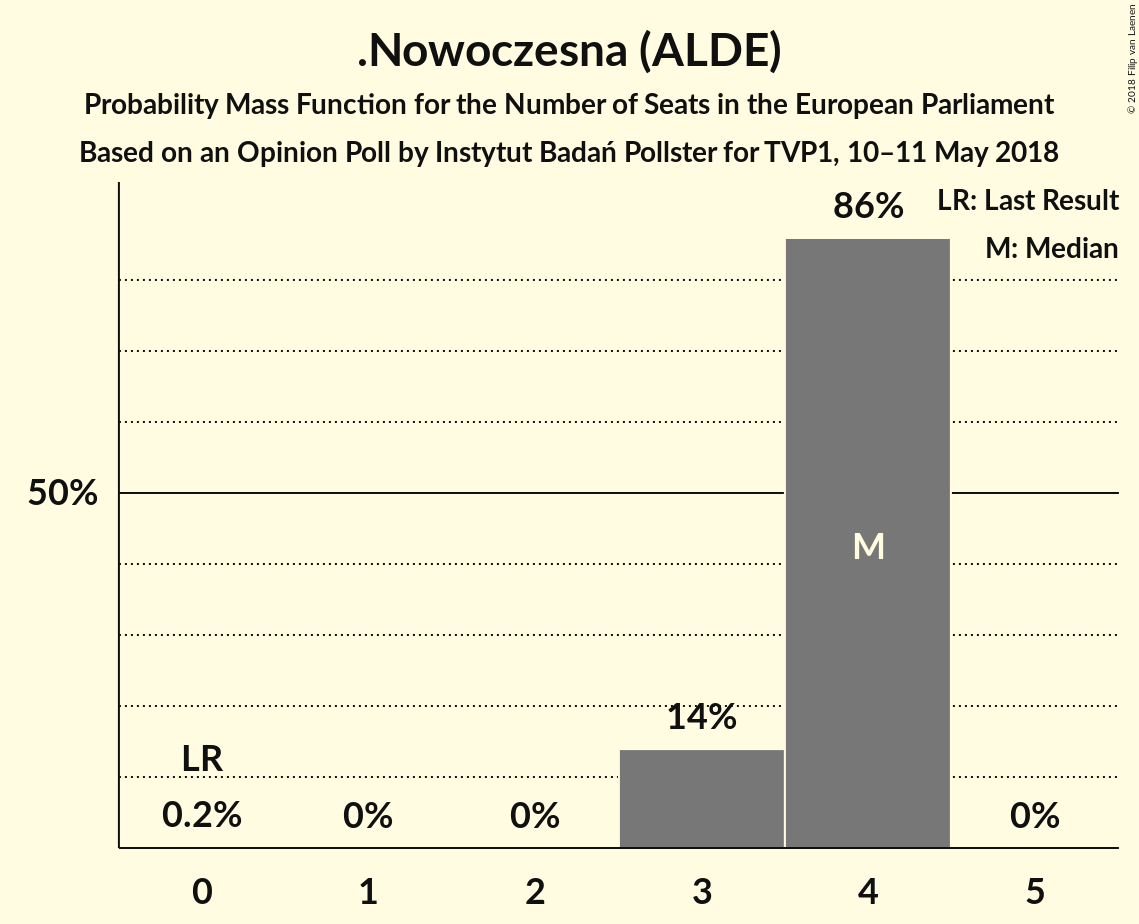 .Nowoczesna (ALDE)
Probability Mass Function for the Number of Seats in the European Parliament
Based on an Opinion Poll by Instytut Badań Pollster for TVP1, 10–11 May 2018
© 2018 Filip van Laenen
LR: Last Result
M: Median
86%
50%
M
14%
LR
0.2%
0%
0%
0%
0
1
2
3
4
5